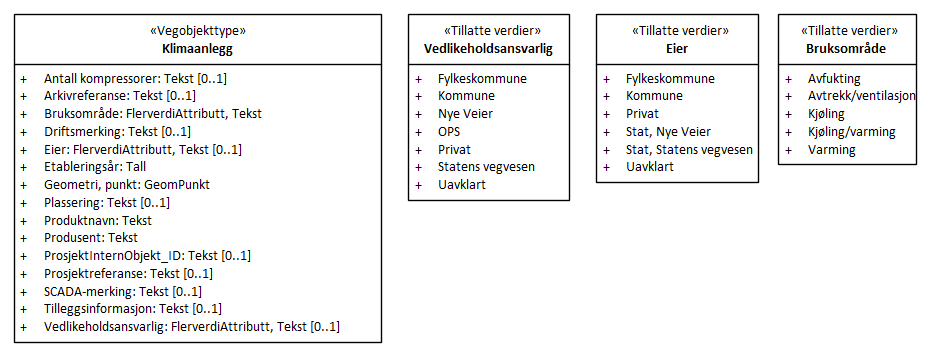 «Vegobjekttype»
Klimaanlegg
+ Antall kompressorer: Tekst [0..1]
+ Arkivreferanse: Tekst [0..1]
+ Bruksområde: FlerverdiAttributt, Tekst
+ Driftsmerking: Tekst [0..1]
+ Eier: FlerverdiAttributt, Tekst [0..1]
+ Etableringsår: Tall
+ Geometri, punkt: GeomPunkt
+ Plassering: Tekst [0..1]
+ Produktnavn: Tekst
+ Produsent: Tekst
+ ProsjektInternObjekt_ID: Tekst [0..1]
+ Prosjektreferanse: Tekst [0..1]
+ SCADA-merking: Tekst [0..1]
+ Tilleggsinformasjon: Tekst [0..1]
+ Vedlikeholdsansvarlig: FlerverdiAttributt, Tekst [0..1]
«Tillatte verdier»
Vedlikeholdsansvarlig
+ Fylkeskommune
+ Kommune
+ Nye Veier
+ OPS
+ Privat
+ Statens vegvesen
+ Uavklart
«Tillatte verdier»
Eier
+ Fylkeskommune
+ Kommune
+ Privat
+ Stat, Nye Veier
+ Stat, Statens vegvesen
+ Uavklart
«Tillatte verdier»
Bruksområde
+ Avfukting
+ Avtrekk/ventilasjon
+ Kjøling
+ Kjøling/varming
+ Varming